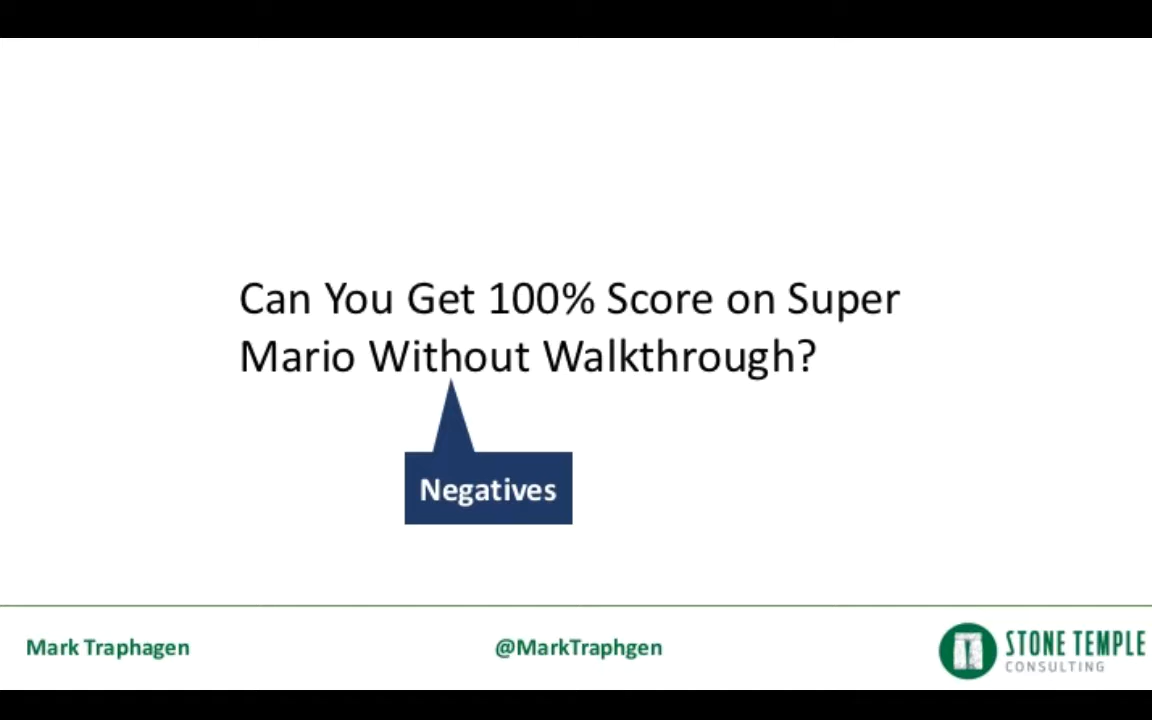 Can You Get 100% Score on Super
Mario Without Walkthrough?
Negatives
Mark Traphagen
@MarkTraphgen
STONE TEMPLE
CONSULTING